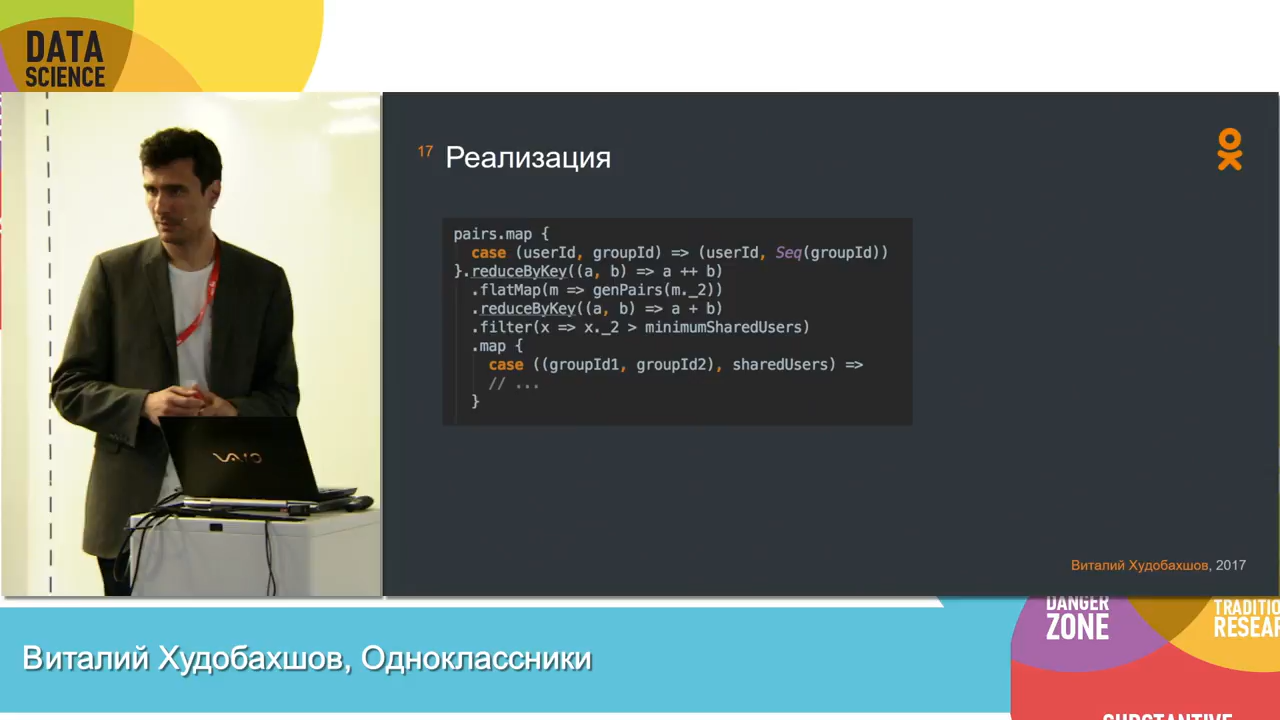 DATA
SCIENCE
17 Реализация
pairs.map {
case (userId, groupId) => (userId, Seq(groupId))
}.reduceByKey((a, b) => a ++ b)
.flatMap(m => genPairs(m._2))
.reduceByKey((a, b) => a + b)
.filter(x => x._2 > minimumSharedUsers)
.map {
case ((groupId1, groupId2), sharedUsers) =>
// ...
}
VAIO
Виталий Худобахшов, 2017
DANGER
ZONE
TRADITIO
RESEAR
Виталий Худобахшов, Одноклассники
SUBSTANTIVE